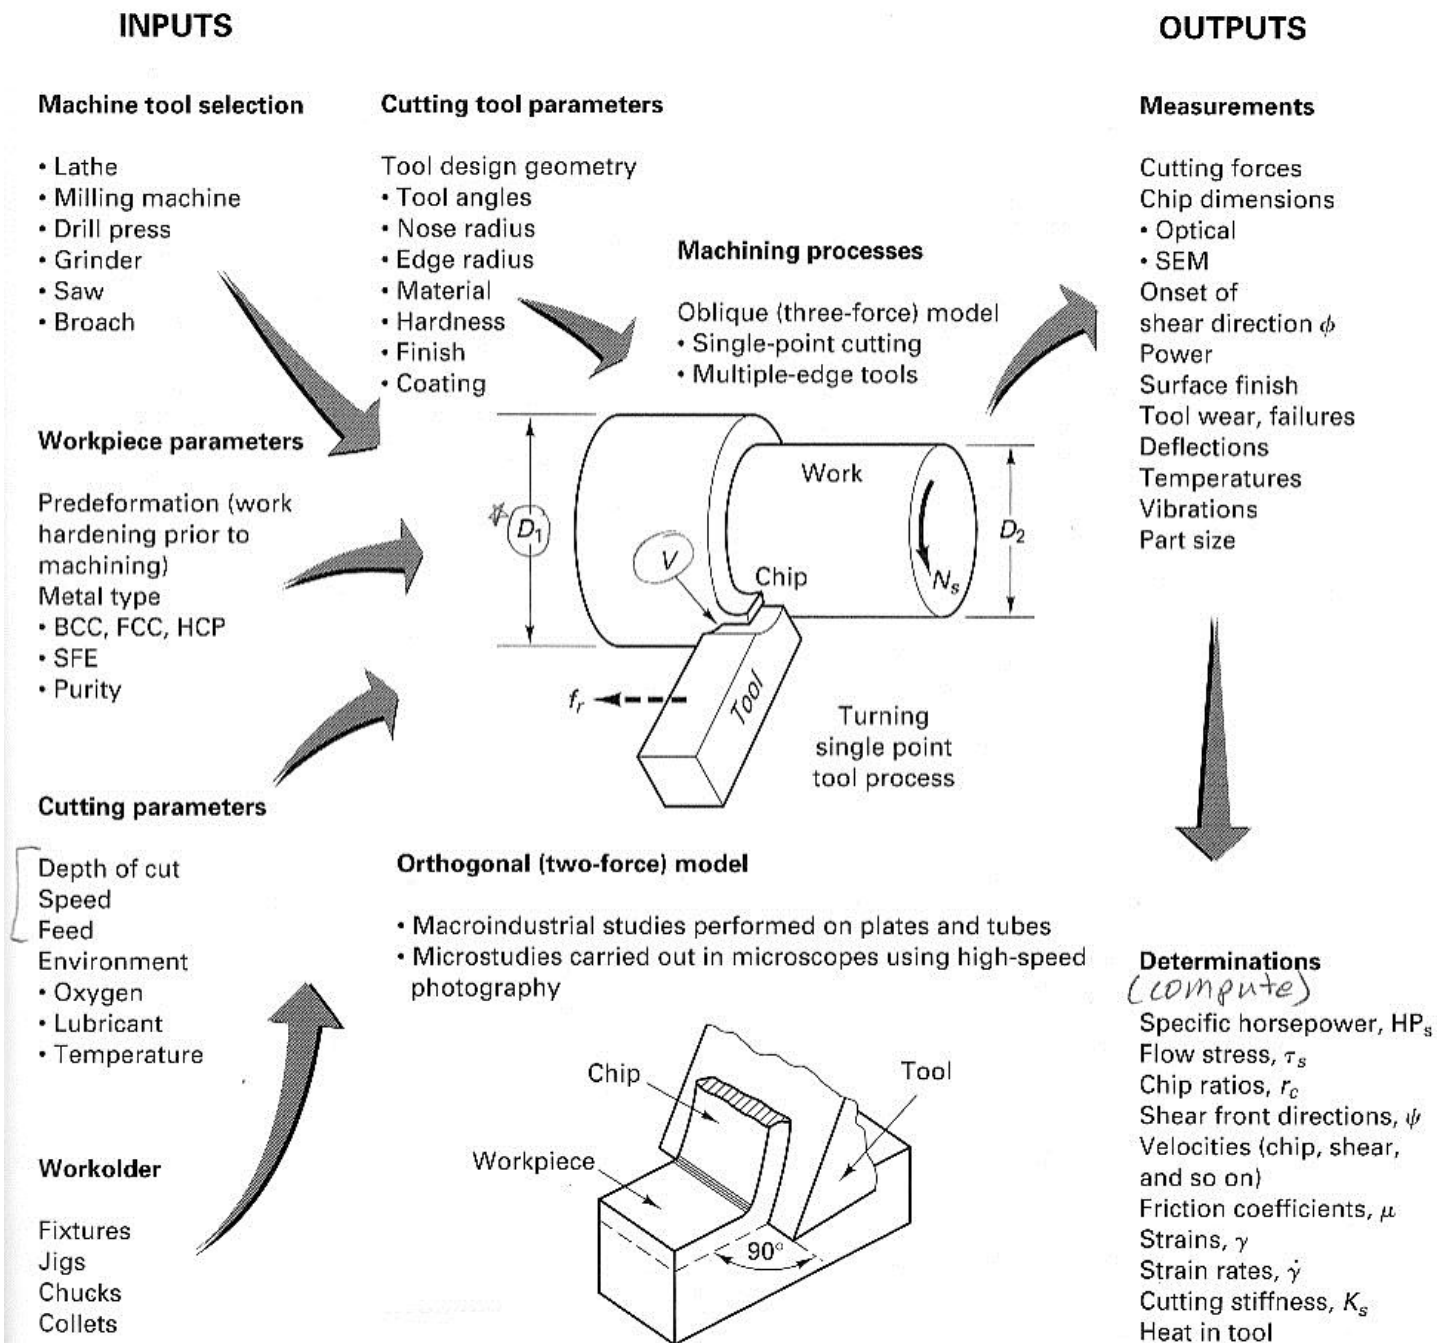 INPUTS
OUTPUTS
Machine tool selection
• Lathe
• Milling machine
• Drill press
• Grinder
• Saw
• Broach
Cutting tool parameters
Tool design geometry
• Tool angles
• Nose radius
• Edge radius
• Material
• Hardness
• Finish
• Coating
Machining processes
Oblique (three-force) model
• Single-point cutting
• Multiple-edge tools
Measurements
Cutting forces
Chip dimensions
• Optical
• SEM
Onset of
shear direction ϕ
Power
Surface finish
Tool wear, failures
Deflections
Temperatures
Vibrations
Part size
Workpiece parameters
Predeformation (work
hardening prior to
machining)
Metal type
• BCC, FCC, HCP
• SFE
• Purity
D₁
V
Work
Chip
Nₛ
D₂
Tool
fᵣ
Turning
single point
tool process
Cutting parameters
Depth of cut
Speed
Feed
Environment
• Oxygen
• Lubricant
• Temperature
Orthogonal (two-force) model
• Macroindustrial studies performed on plates and tubes
• Microstudies carried out in microscopes using high-speed
photography
Chip
Tool
Workpiece
90°
Workolder
Fixtures
Jigs
Chucks
Collets
Determinations
(compute)
Specific horsepower, HPₛ
Flow stress, τₛ
Chip ratios, r_c
Shear front directions, ψ
Velocities (chip, shear,
and so on)
Friction coefficients, μ
Strains, γ
Strain rates, γ̇
Cutting stiffness, Kₛ
Heat in tool